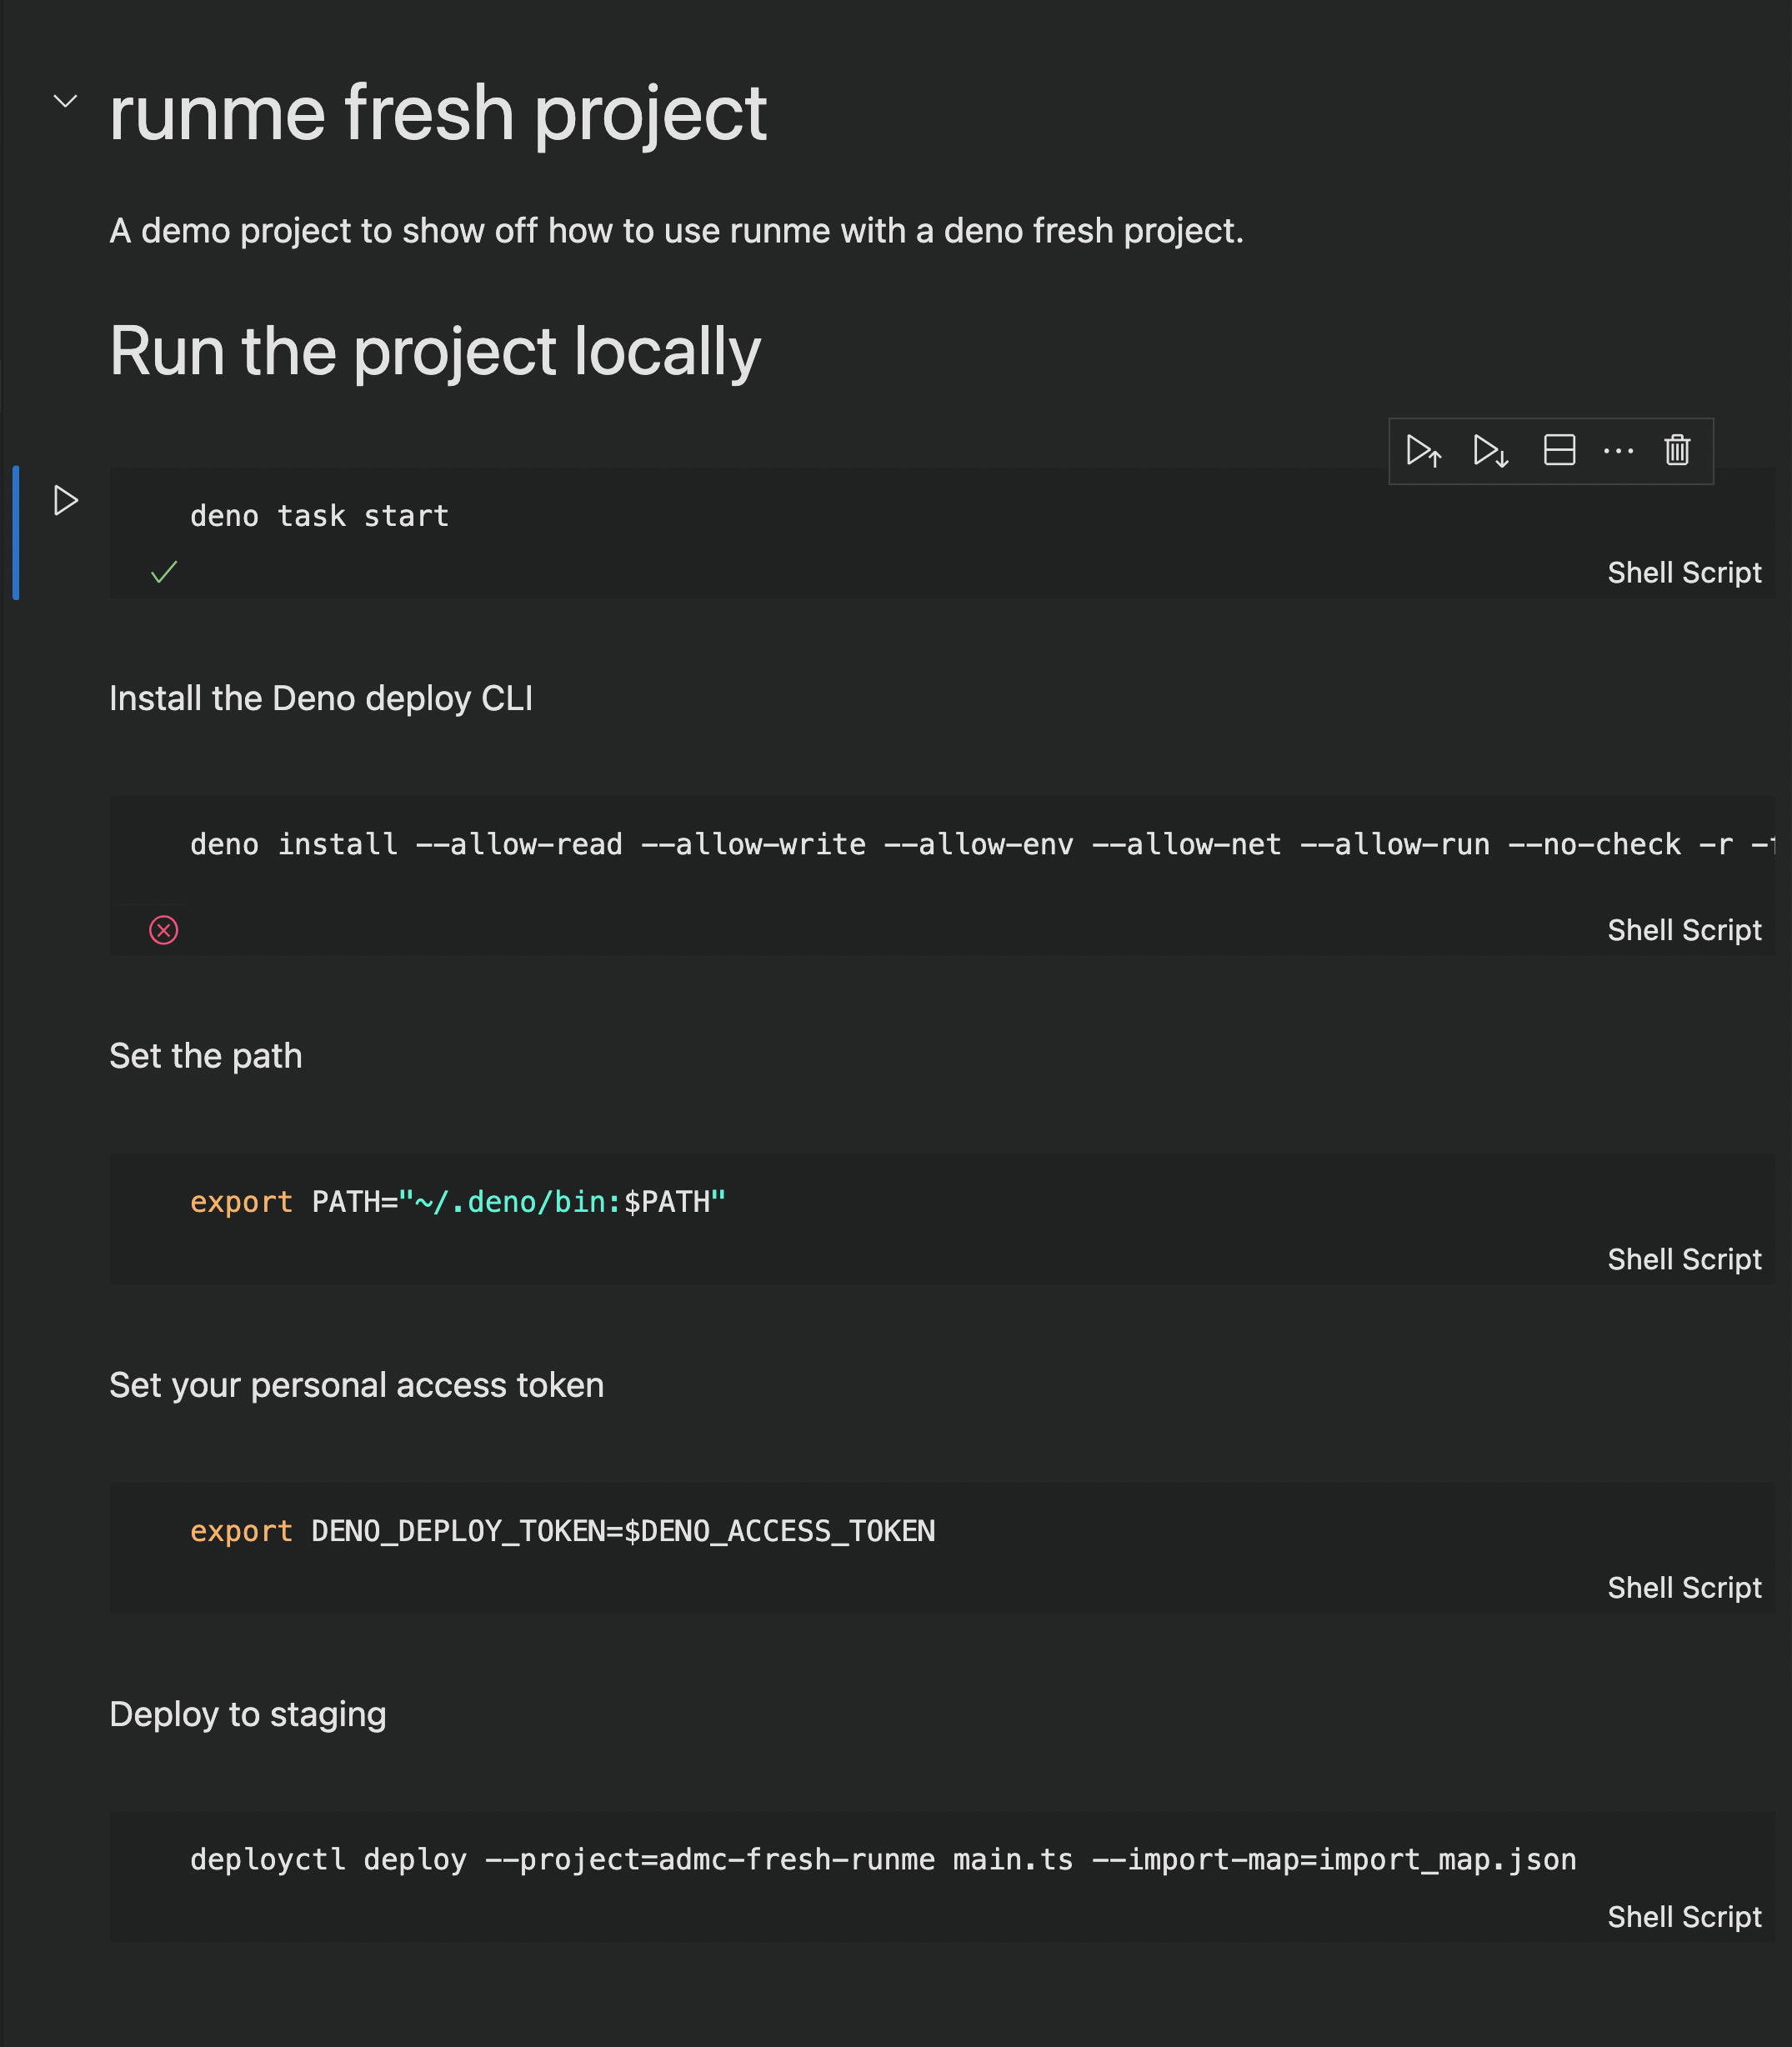 runme fresh project
A demo project to show off how to use runme with a deno fresh project.
Run the project locally
deno task start
Shell Script
Install the Deno deploy CLI
deno install --allow-read --allow-write --allow-env --allow-net --allow-run --no-check -r
Shell Script
Set the path
export PATH="~/.deno/bin:$PATH"
Shell Script
Set your personal access token
export DENO_DEPLOY_TOKEN=$DENO_ACCESS_TOKEN
Shell Script
Deploy to staging
deployctl deploy --project=admc-fresh-runme main.ts --import-map=import_map.json
Shell Script